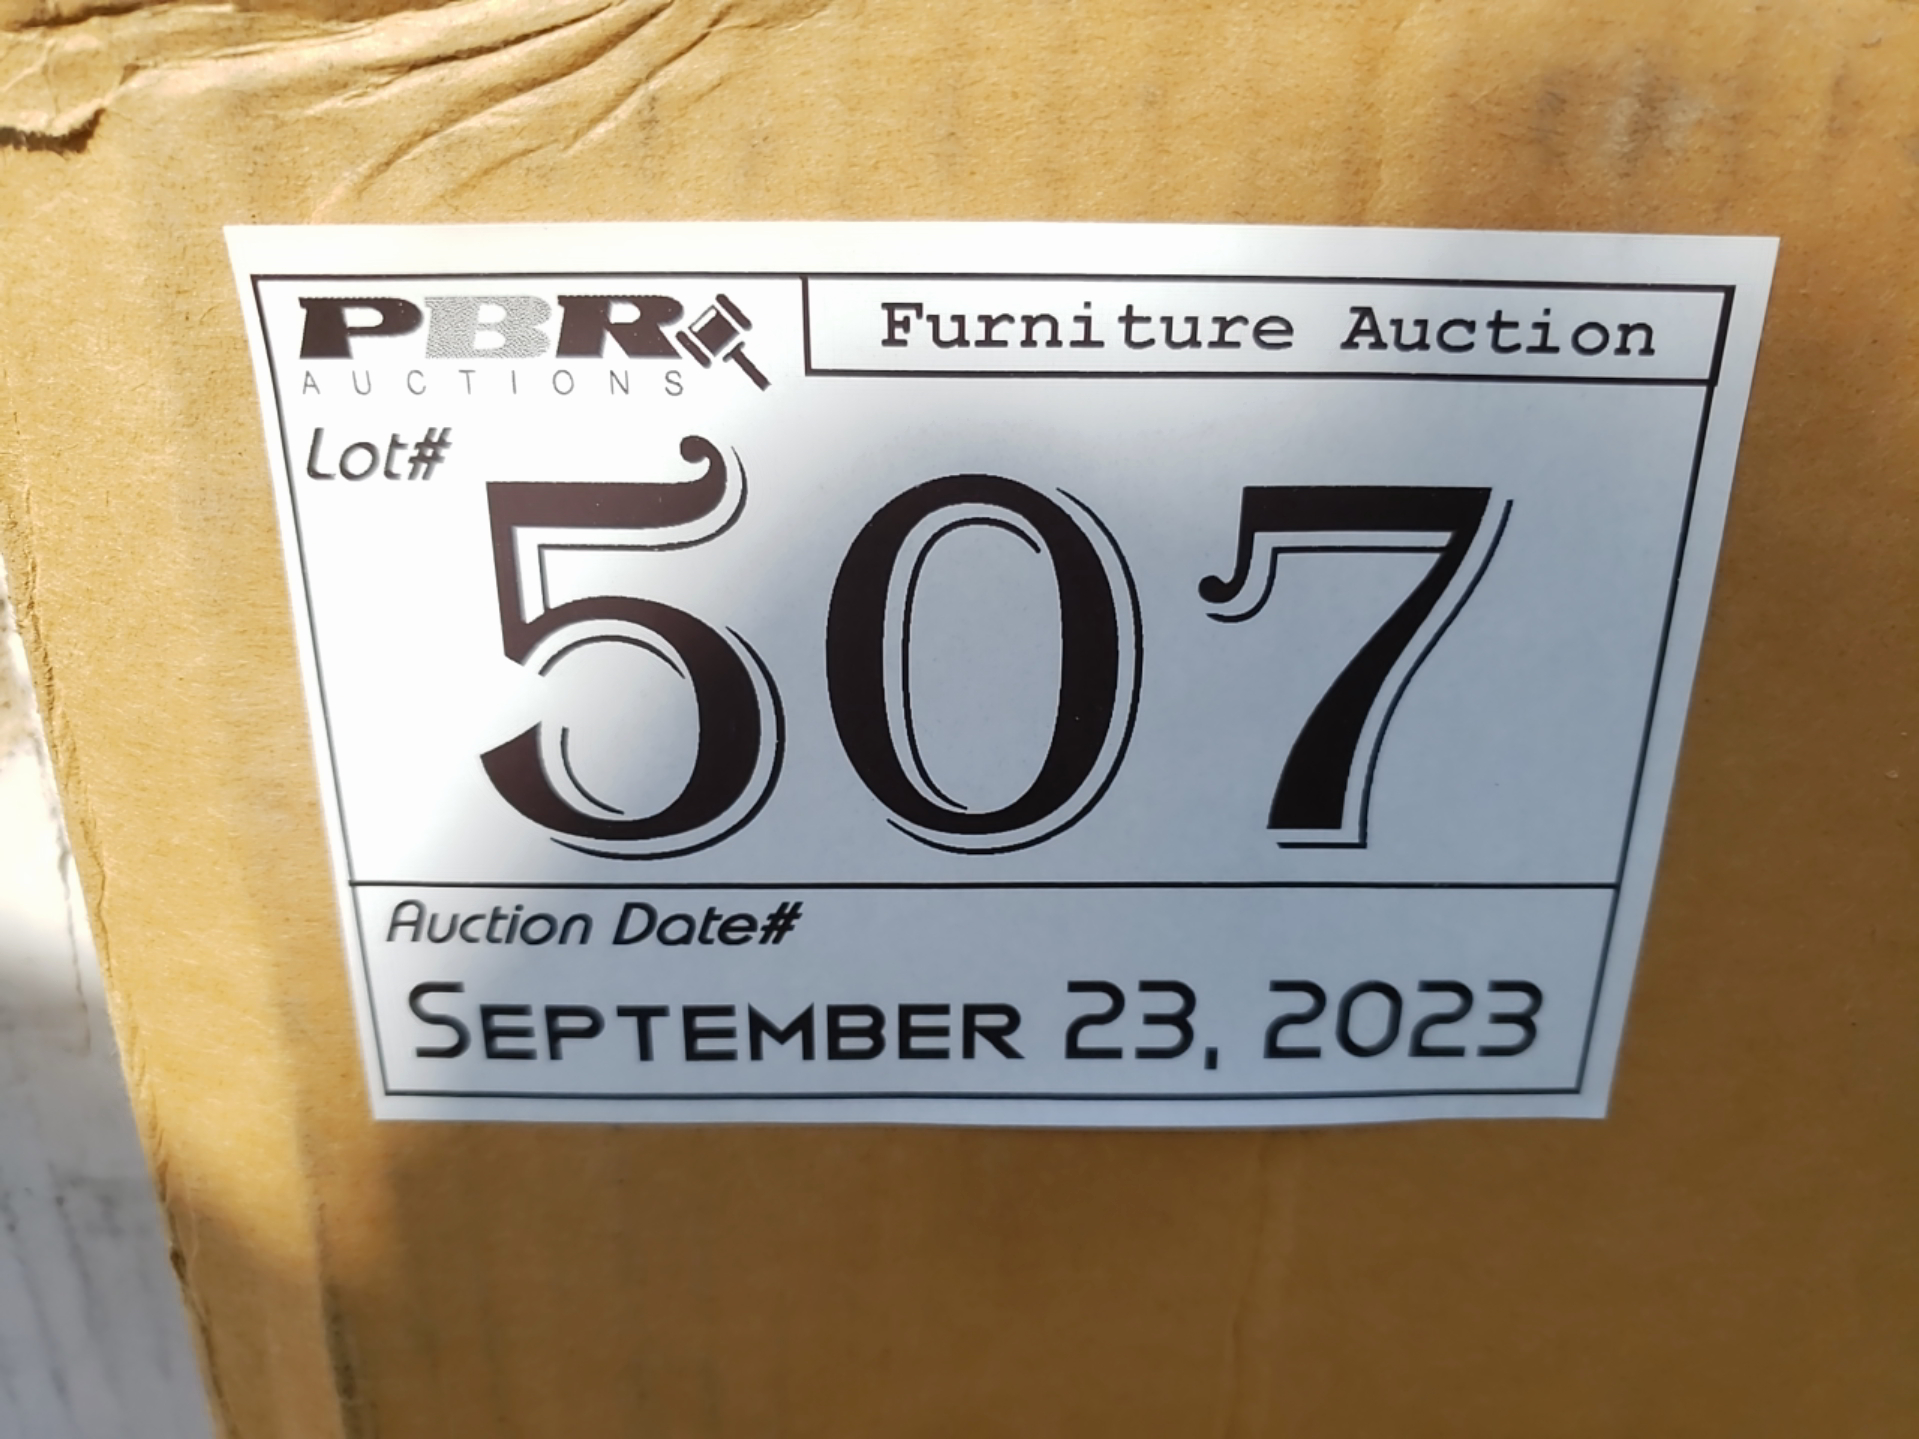 PBR
AUCTIONS
Furniture Auction
Lot#
507
Auction Date#
September 23, 2023